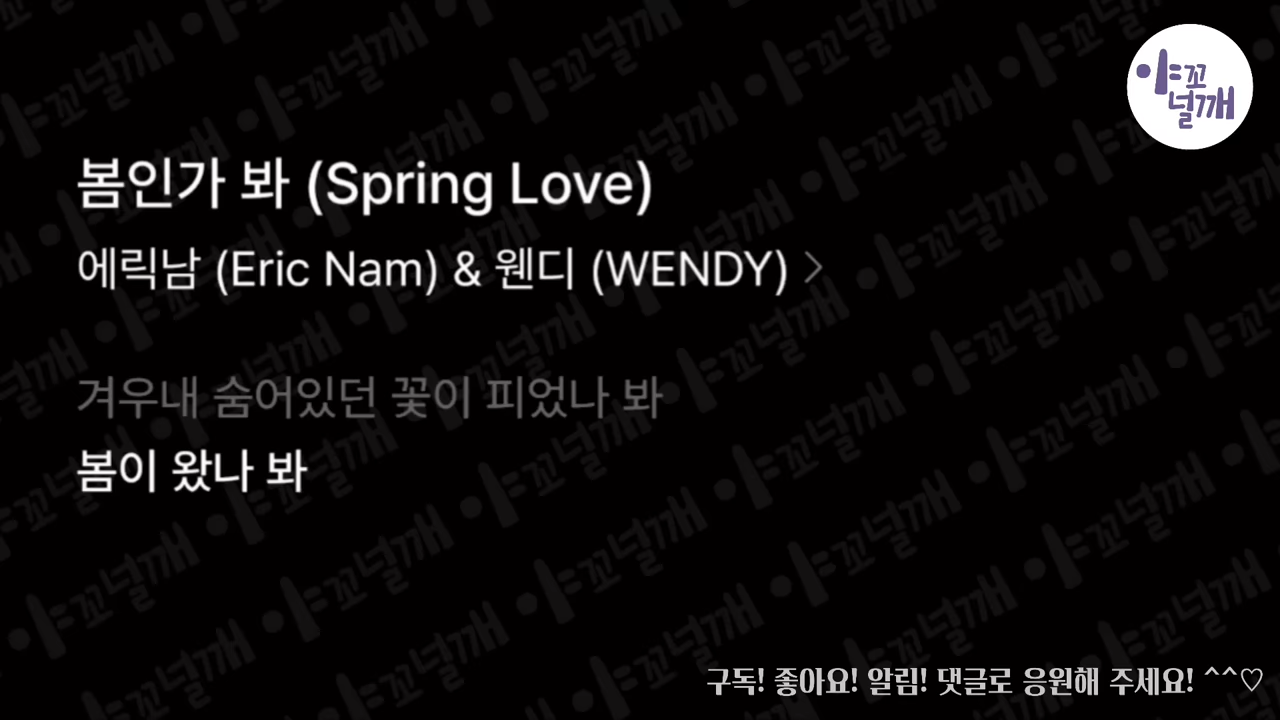 야꼬
널깨
봄인가 봐 (Spring Love)
에릭남 (Eric Nam) & 웬디 (WENDY)
겨우내 숨어있던 꽃이 피었나 봐
봄이 왔나 봐
구독! 좋아요! 알림! 댓글로 응원해 주세요! ^^♡